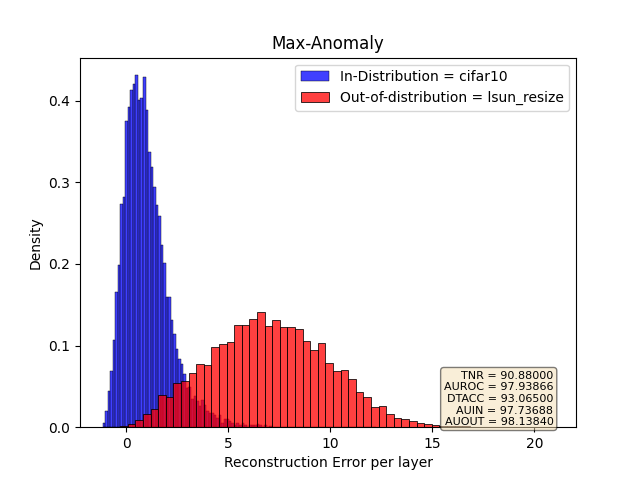 Max-Anomaly
In-Distribution = cifar10
Out-of-distribution = lsun_resize
Density
0.4
0.3
0.2
0.1
0.0
TNR = 90.88000
AUROC = 97.93866
DTACC = 93.06500
AUIN = 97.73688
AUOUT = 98.13840
0 5 10 15 20
Reconstruction Error per layer